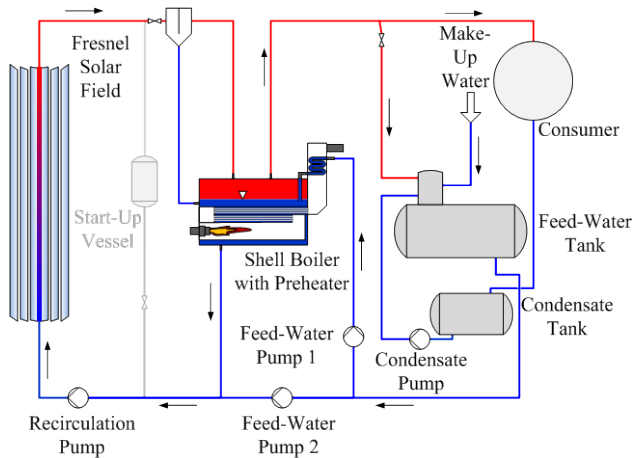 Fresnel
Solar
Field
Make-
Up
Water
Consumer
Start-Up
Vessel
Shell Boiler
with Preheater
Feed-Water
Tank
Condensate
Tank
Feed-Water
Pump 1
Condensate
Pump
Recirculation
Pump
Feed-Water
Pump 2